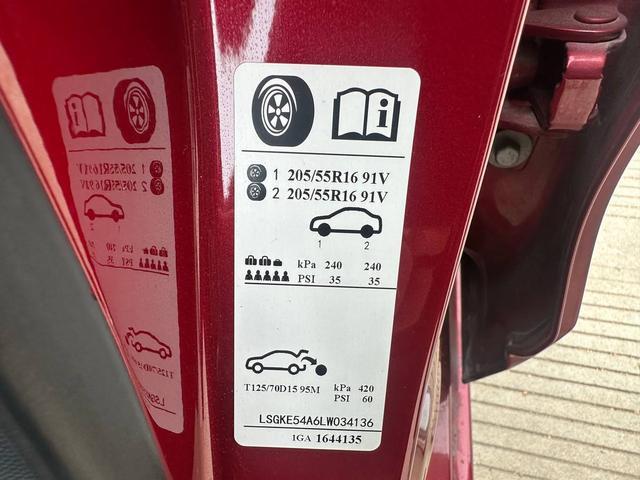 1 205/55R16 91V
2 205/55R16 91V
1 2
kPa 240 240
PSI 35 35
T125/70D15 95M kPa 420
PSI 60
LSGKE54A6LW034136
1GA 1644135